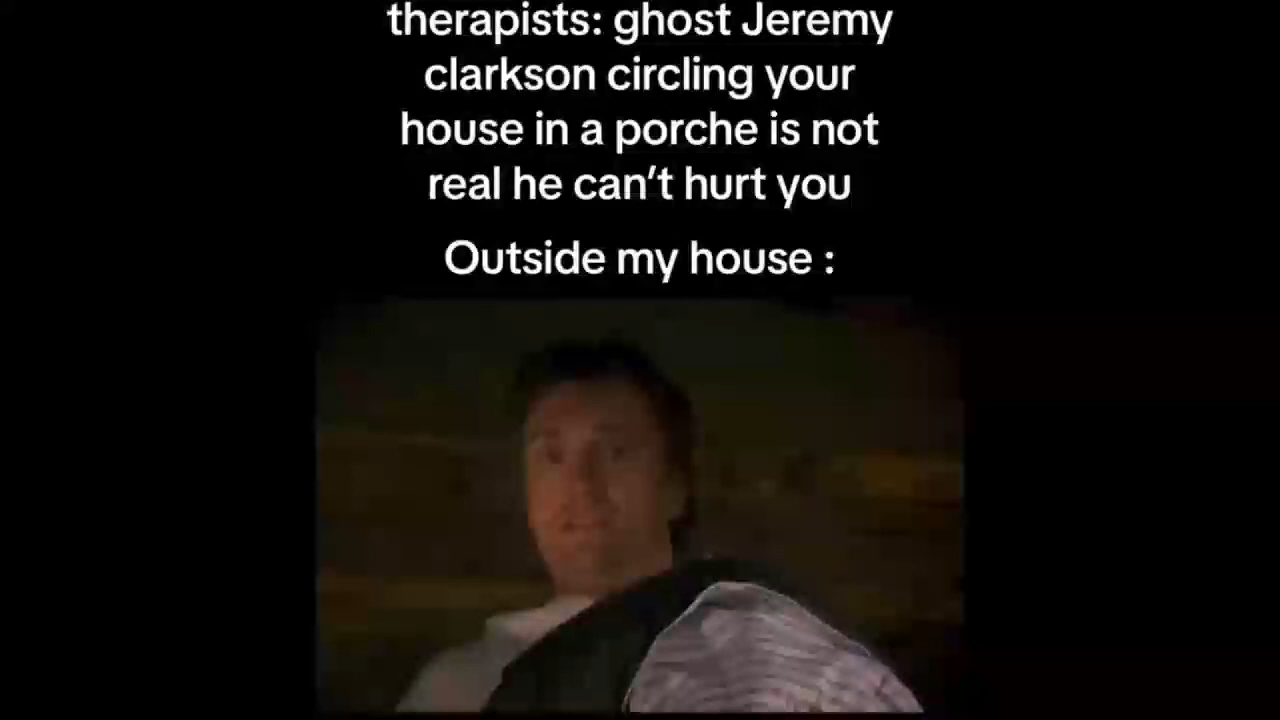 therapists: ghost Jeremy
clarkson circling your
house in a porche is not
real he can’t hurt you
Outside my house :